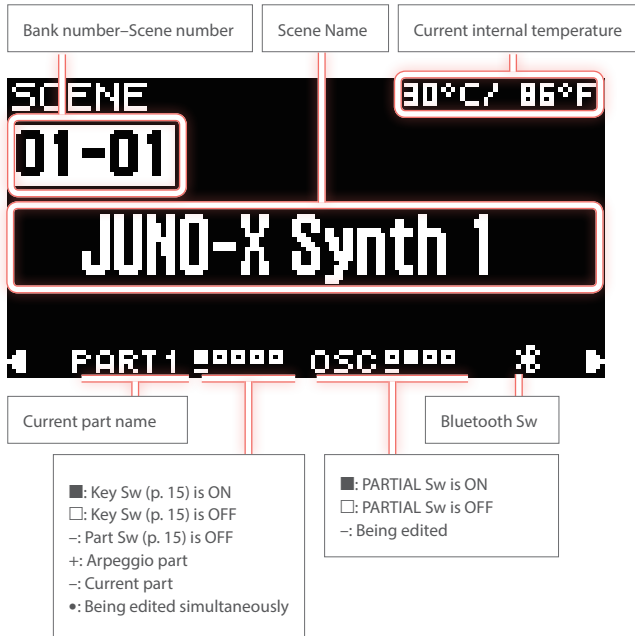 Bank number–Scene number
Scene Name
Current internal temperature
SCENE
30°C/ 86°F
01-01
JUNO-X Synth 1
PART1
OSC
Current part name
Bluetooth Sw
■: Key Sw (p. 15) is ON
□: Key Sw (p. 15) is OFF
–: Part Sw (p. 15) is OFF
+: Arpeggio part
–: Current part
•: Being edited simultaneously
■: PARTIAL Sw is ON
□: PARTIAL Sw is OFF
–: Being edited